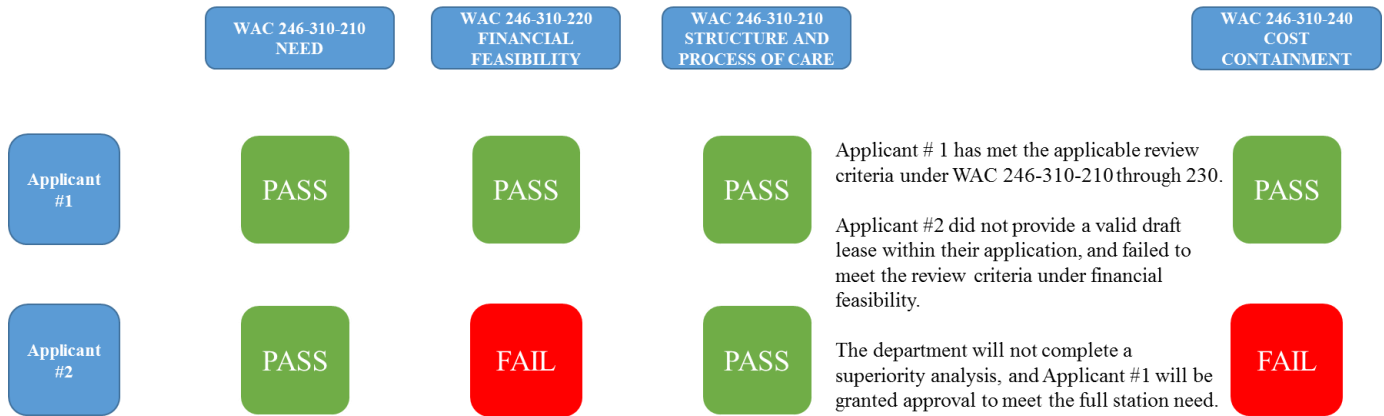 WAC 246-310-210
NEED
WAC 246-310-220
FINANCIAL
FEASIBILITY
WAC 246-310-210
STRUCTURE AND
PROCESS OF CARE
WAC 246-310-240
COST
CONTAINMENT
Applicant
#1
PASS
PASS
PASS
Applicant # 1 has met the applicable review
criteria under WAC 246-310-210 through 230.
Applicant #2 did not provide a valid draft
lease within their application, and failed to
meet the review criteria under financial
feasibility.
The department will not complete a
superiority analysis, and Applicant #1 will be
granted approval to meet the full station need.
PASS
Applicant
#2
PASS
FAIL
PASS
FAIL